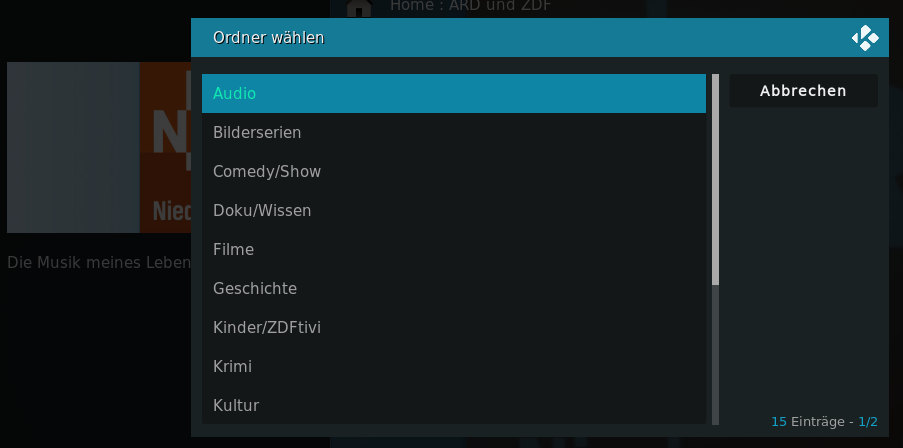 Home : ARD und ZDF
Ordner wählen
Audio
Abbrechen
Bilderserien
Comedy/Show
Doku/Wissen
Filme
Geschichte
Kinder/ZDFtivi
Krimi
Kultur
Die Musik meines Leben
15 Einträge - 1/2